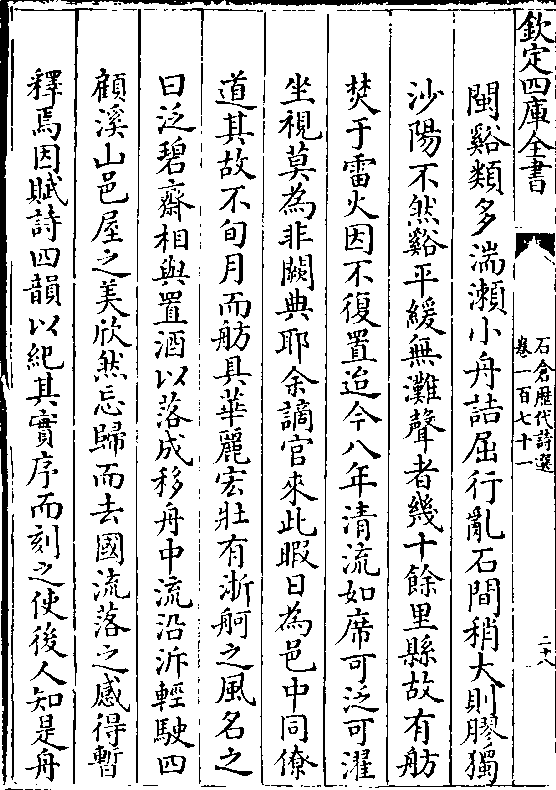 欽定四庫全書
石倉歴代詩選
卷一百七十一
二十八
閩谿類多湍瀬小舟詰屈行亂石間稍大則膠獨
沙陽不然谿平緩無灘聲者幾十餘里縣故有舫
焚于雷火因不復置迨今八年清流如席可泛可濯
坐視莫為非闕典耶余謫官來此暇日為邑中同僚
道其故不旬月而舫具華麗宏壯有浙舸之風名之
曰泛碧齋相與置酒以落成移舟中流沿泝輕駛四
顧溪山邑屋之美欣然忘歸而去國流落之感得暫
釋焉因賦詩四韻以紀其實序而刻之使後人知是舟